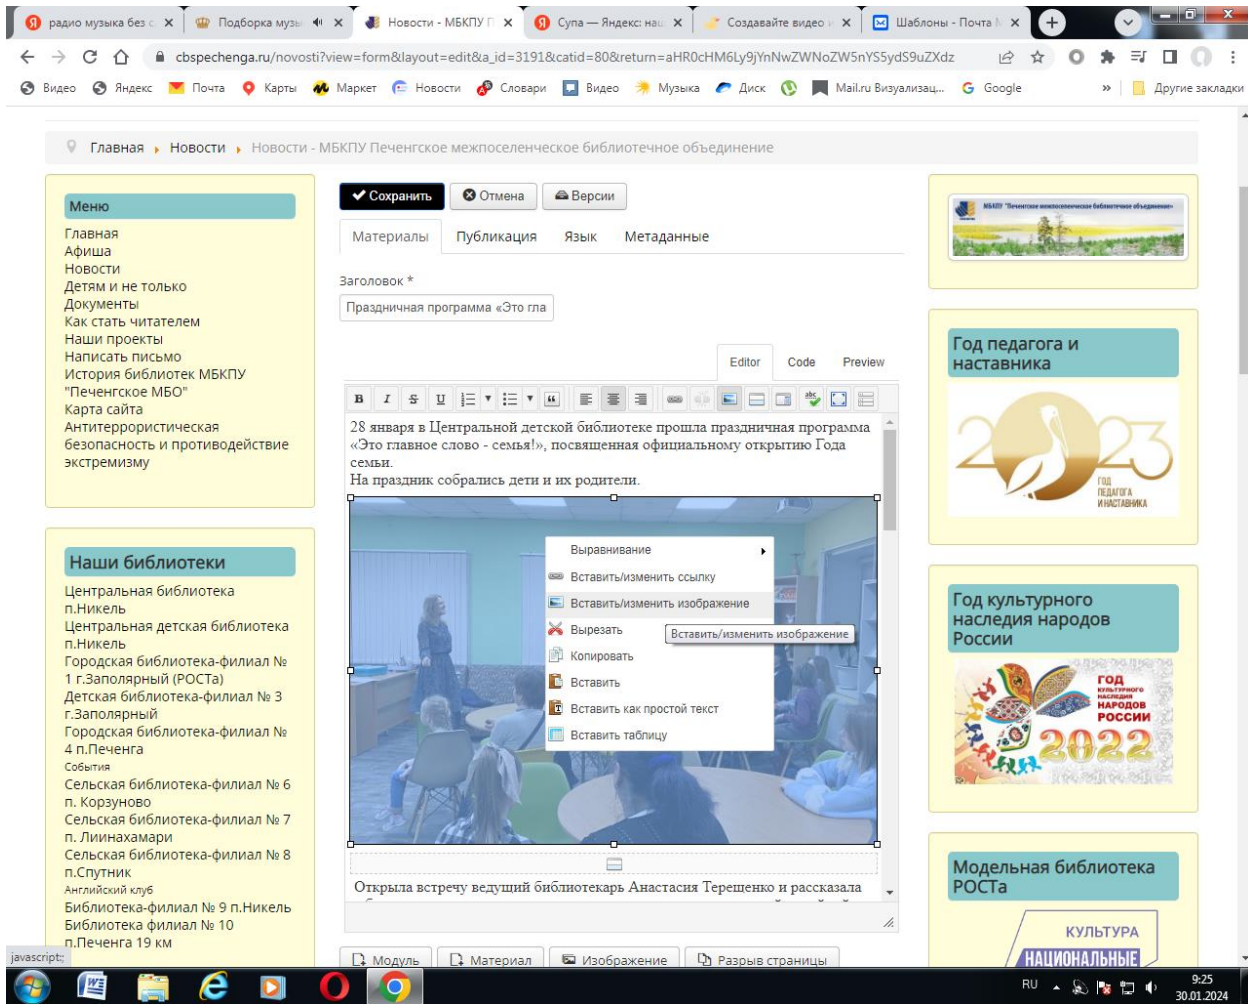 радио музыка без с
Подборка музы
Новости - МБКПУ П
Супа — Яндекс: наш
Создавайте видео и
Шаблоны - Почта М
cbspechenga.ru/novosti?view=form&layout=edit&a_id=3191&catid=80&return=aHR0cHM6Ly9jYnNwZWNoZW5nYS5ydS9uZXdz
Видео
Яндекс
Почта
Карты
Маркет
Новости
Словари
Видео
Музыка
Диск
Mail.ru Визуализац...
Google
»
Другие закладки
Главная
Новости
Новости - МБКПУ Печенгское межпоселенческое библиотечное объединение
Меню
Главная
Афиша
Новости
Детям и не только
Документы
Как стать читателем
Наши проекты
Написать письмо
История библиотек МБКПУ
"Печенгское МБО"
Карта сайта
Антитеррористическая
безопасность и противодействие
экстремизму
Наши библиотеки
Центральная библиотека
п.Никель
Центральная детская библиотека
п.Никель
Городская библиотека-филиал №
1 г.Заполярный (РОСТа)
Детская библиотека-филиал № 3
г.Заполярный
Городская библиотека-филиал №
4 п.Печенга
События
Сельская библиотека-филиал № 6
п. Корзуново
Сельская библиотека-филиал № 7
п. Лиинахамари
Сельская библиотека-филиал № 8
п.Спутник
Английский клуб
Библиотека-филиал № 9 п.Никель
Библиотека филиал № 10
п.Печенга 19 км
javascript:;
Сохранить
Отмена
Версии
Материалы
Публикация
Язык
Метаданные
Заголовок *
Праздничная программа «Это гла
Editor
Code
Preview
B I S U
abc
28 января в Центральной детской библиотеке прошла праздничная программа
«Это главное слово - семья!», посвященная официальному открытию Года
семьи.
На праздник собрались дети и их родители.
Выравнивание
Вставить/изменить ссылку
Вставить/изменить изображение
Вырезать
Вставить/изменить изображение
Копировать
Вставить
Вставить как простой текст
Вставить таблицу
Открыла встречу ведущий библиотекарь Анастасия Терещенко и рассказала
Модуль
Материал
Изображение
Разрыв страницы
МБКПУ "Печенгское межпоселенческое библиотечное объединение"
Год педагога и
наставника
2023
ГОД
ПЕДАГОГА
И НАСТАВНИКА
Год культурного
наследия народов
России
ГОД
КУЛЬТУРНОГО
НАСЛЕДИЯ
НАРОДОВ
РОССИИ
2022
Модельная библиотека
РОСТа
КУЛЬТУРА
НАЦИОНАЛЬНЫЕ
RU
9:25
30.01.2024